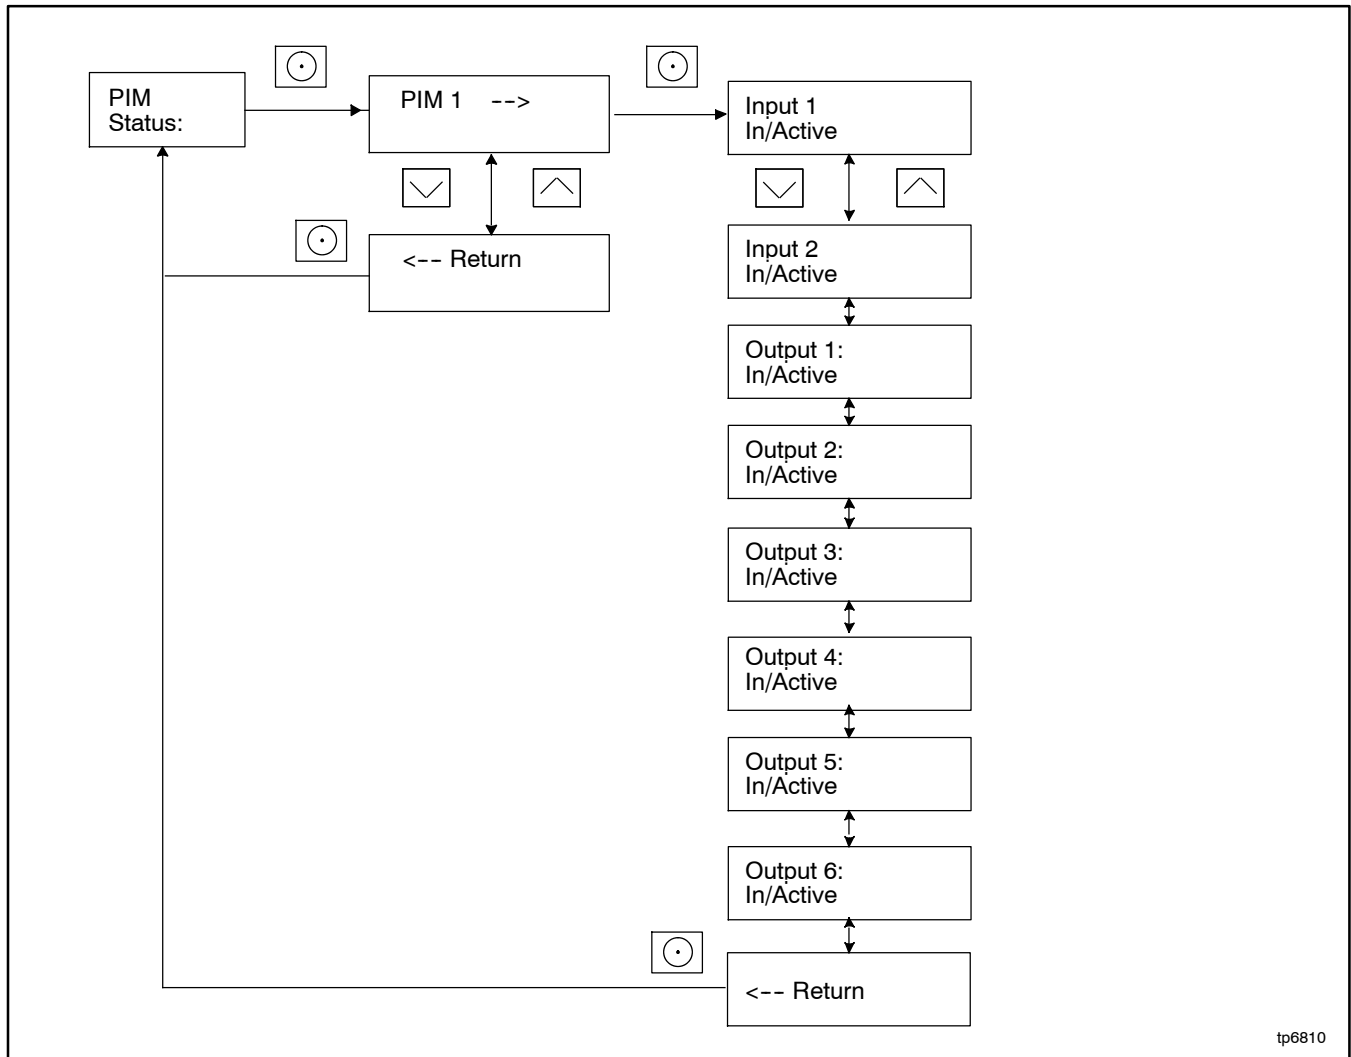 PIM
Status:
PIM 1 -->
<-- Return
Input 1
In/Active
Input 2
In/Active
Output 1:
In/Active
Output 2:
In/Active
Output 3:
In/Active
Output 4:
In/Active
Output 5:
In/Active
Output 6:
In/Active
<-- Return
tp6810